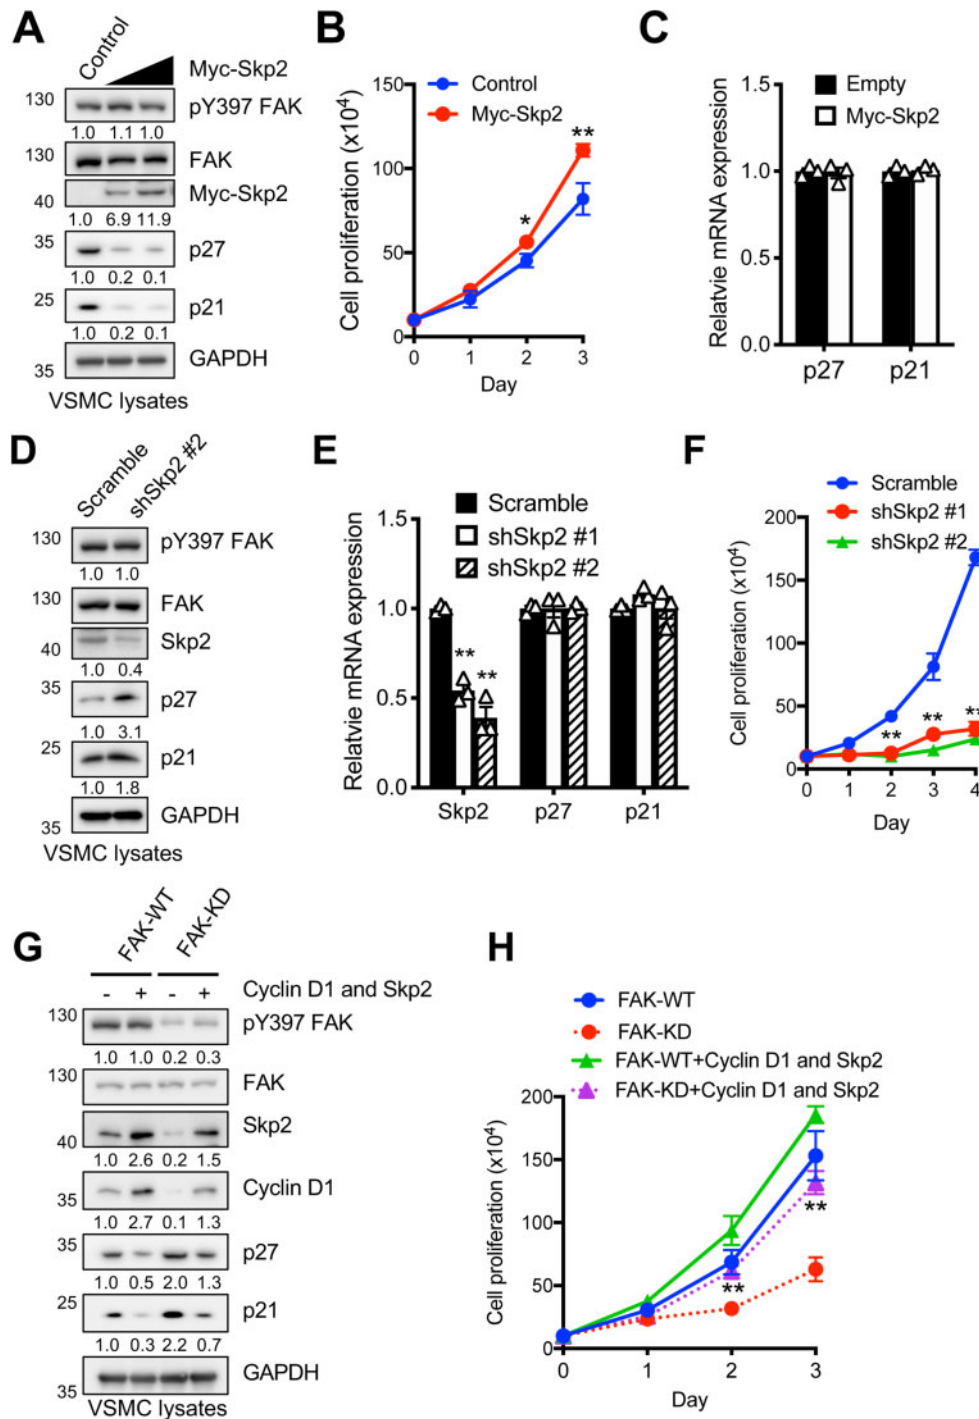 A
Control
Myc-Skp2
130
pY397 FAK
1.0 1.1 1.0
130
FAK
Myc-Skp2
40
1.0 6.9 11.9
35
p27
1.0 0.2 0.1
25
p21
1.0 0.2 0.1
GAPDH
35
VSMC lysates
B
Control
Myc-Skp2
Cell proliferation (x10⁴)
150
100
50
0
**
*
0 1 2 3
Day
C
Empty
Myc-Skp2
Relatvie mRNA expression
1.5
1.0
0.5
0.0
p27 p21
D
Scramble
shSkp2 #2
130
pY397 FAK
1.0 1.0
130
FAK
Skp2
40
1.0 0.4
35
p27
1.0 3.1
25
p21
1.0 1.8
GAPDH
35
VSMC lysates
E
Scramble
shSkp2 #1
shSkp2 #2
Relatvie mRNA expression
1.5
1.0
0.5
0.0
**
**
Skp2 p27 p21
F
Scramble
shSkp2 #1
shSkp2 #2
Cell proliferation (x10⁴)
200
150
100
50
0
** ** **
0 1 2 3 4
Day
G
FAK-WT
FAK-KD
- + - + Cyclin D1 and Skp2
130
pY397 FAK
1.0 1.0 0.2 0.3
130
FAK
Skp2
40
1.0 2.6 0.2 1.5
Cyclin D1
35
1.0 2.7 0.1 1.3
35
p27
1.0 0.5 2.0 1.3
25
p21
1.0 0.3 2.2 0.7
GAPDH
35
VSMC lysates
H
FAK-WT
FAK-KD
FAK-WT+Cyclin D1 and Skp2
FAK-KD+Cyclin D1 and Skp2
Cell proliferation (x10⁴)
200
150
100
50
0
**
**
0 1 2 3
Day